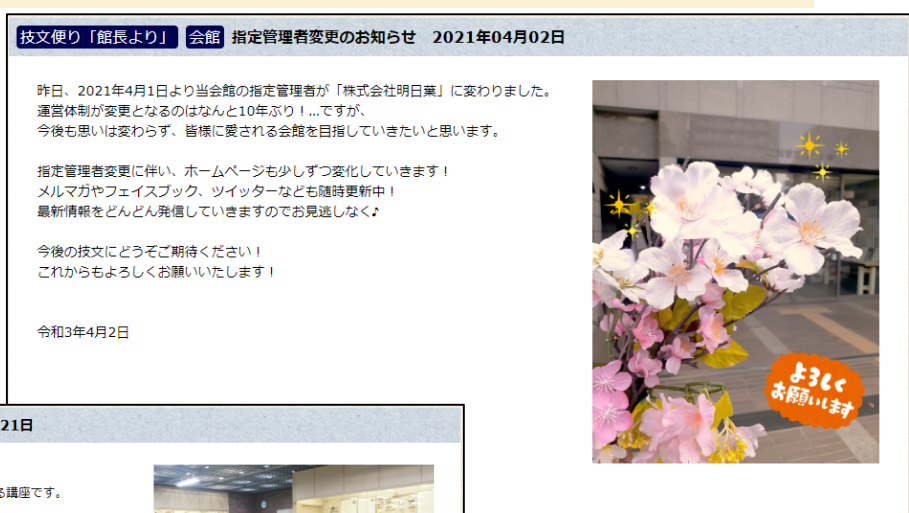 技文便り「館長より」 会館 指定管理者変更のお知らせ 2021年04月02日
昨日、2021年4月1日より当会館の指定管理者が「株式会社明日葉」に変わりました。
運営体制が変更となるのはなんと10年ぶり！…ですが、
今後も思いは変わらず、皆様に愛される会館を目指していきたいと思います。
指定管理者変更に伴い、ホームページも少しずつ変化していきます！
メルマガやフェイスブック、ツイッターなども随時更新中！
最新情報をどんどん発信していきますのでお見逃しなく♪
今後の技文にどうぞご期待ください！
これからもよろしくお願いいたします！
令和3年4月2日
よろしく
お願いします
21日
る講座です。